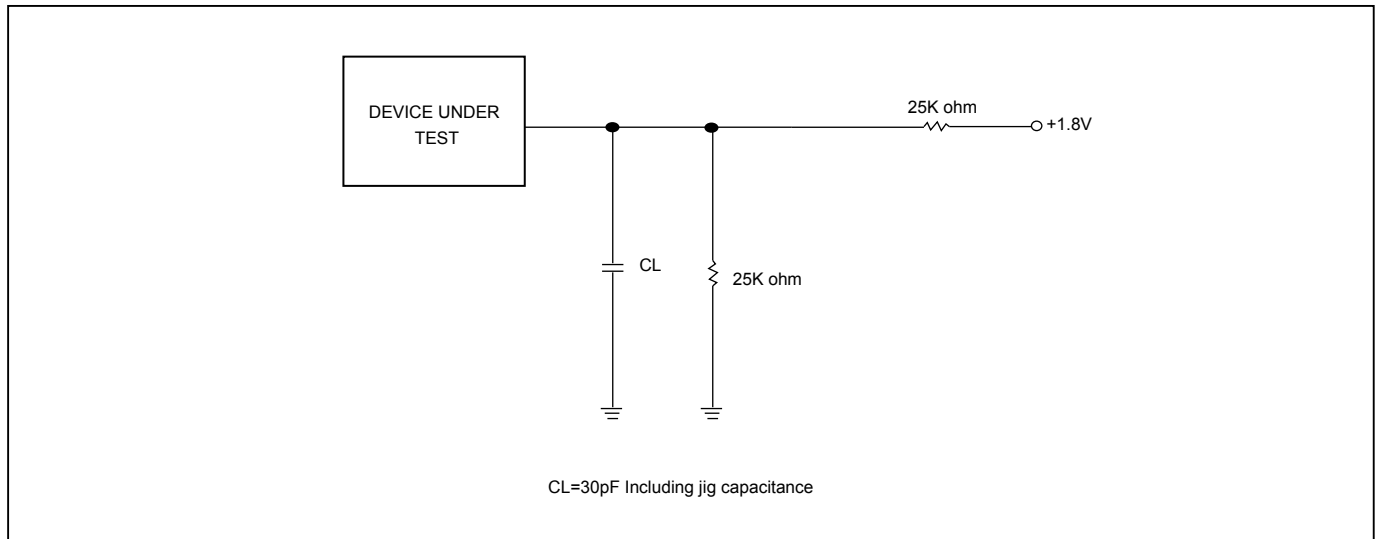 DEVICE UNDER
TEST
25K ohm
+1.8V
CL
25K ohm
CL=30pF Including jig capacitance